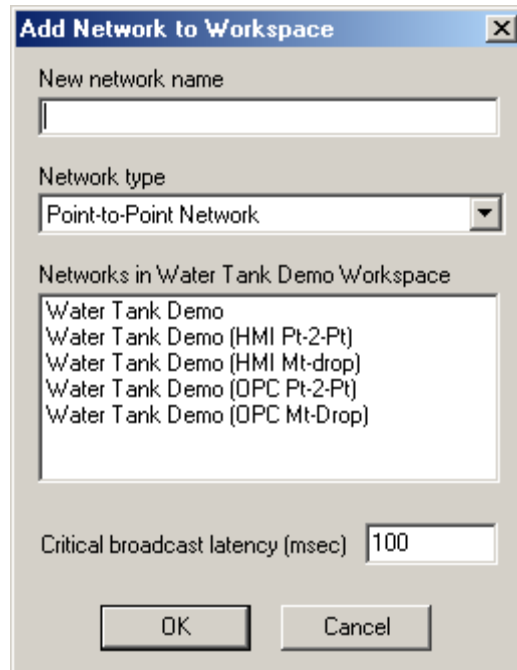 Add Network to Workspace
New network name
Network type
Point-to-Point Network
Networks in Water Tank Demo Workspace
Water Tank Demo
Water Tank Demo (HMI Pt-2-Pt)
Water Tank Demo (HMI Mt-drop)
Water Tank Demo (OPC Pt-2-Pt)
Water Tank Demo (OPC Mt-Drop)
Critical broadcast latency (msec) 100
OK Cancel